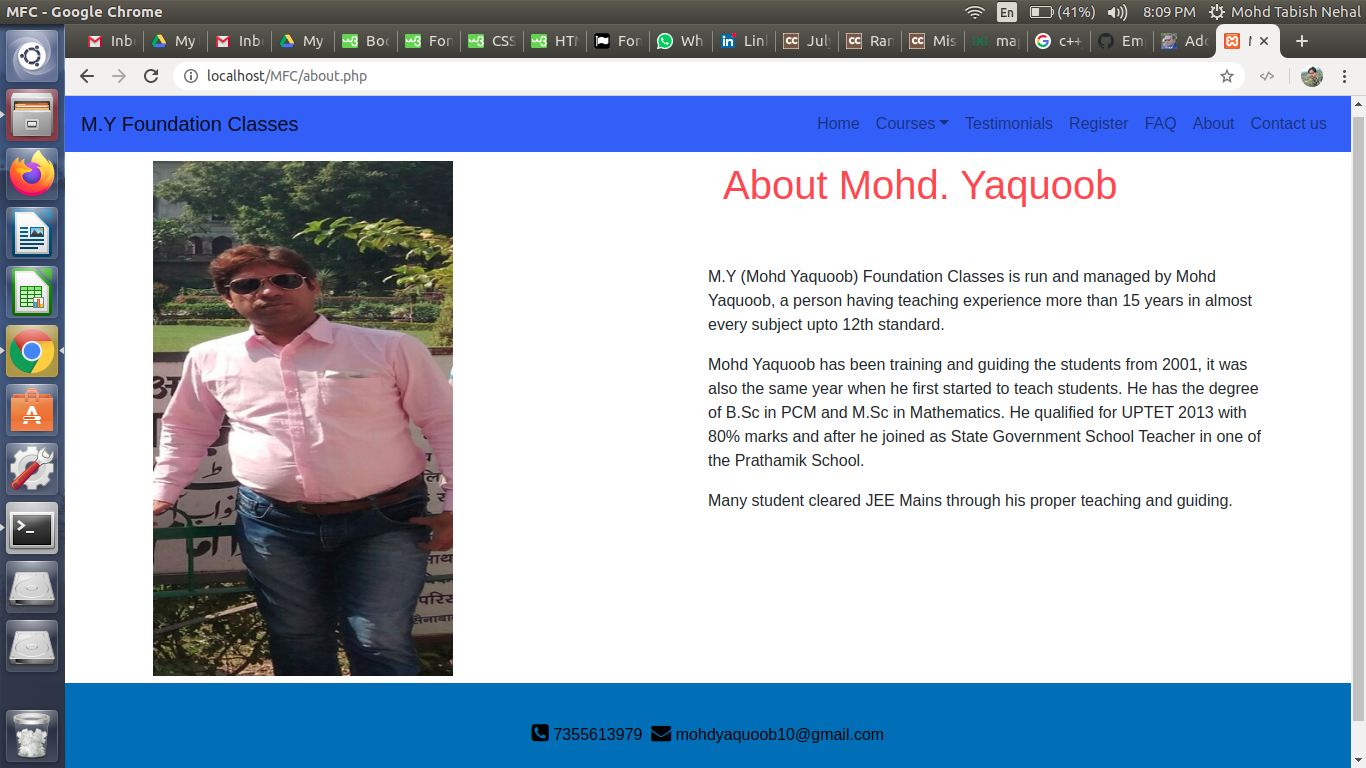 MFC - Google Chrome
En
(41%)
8:09 PM
Mohd Tabish Nehal
Inb
My
Inb
My
Boo
Fon
CSS
HTM
Fon
Wh
Lin
July
Ran
Mis
map
c++
Em
Add
localhost/MFC/about.php
M.Y Foundation Classes
Home
Courses
Testimonials
Register
FAQ
About
Contact us
About Mohd. Yaquoob
M.Y (Mohd Yaquoob) Foundation Classes is run and managed by Mohd
Yaquoob, a person having teaching experience more than 15 years in almost
every subject upto 12th standard.
Mohd Yaquoob has been training and guiding the students from 2001, it was
also the same year when he first started to teach students. He has the degree
of B.Sc in PCM and M.Sc in Mathematics. He qualified for UPTET 2013 with
80% marks and after he joined as State Government School Teacher in one of
the Prathamik School.
Many student cleared JEE Mains through his proper teaching and guiding.
7355613979
mohdyaquoob10@gmail.com